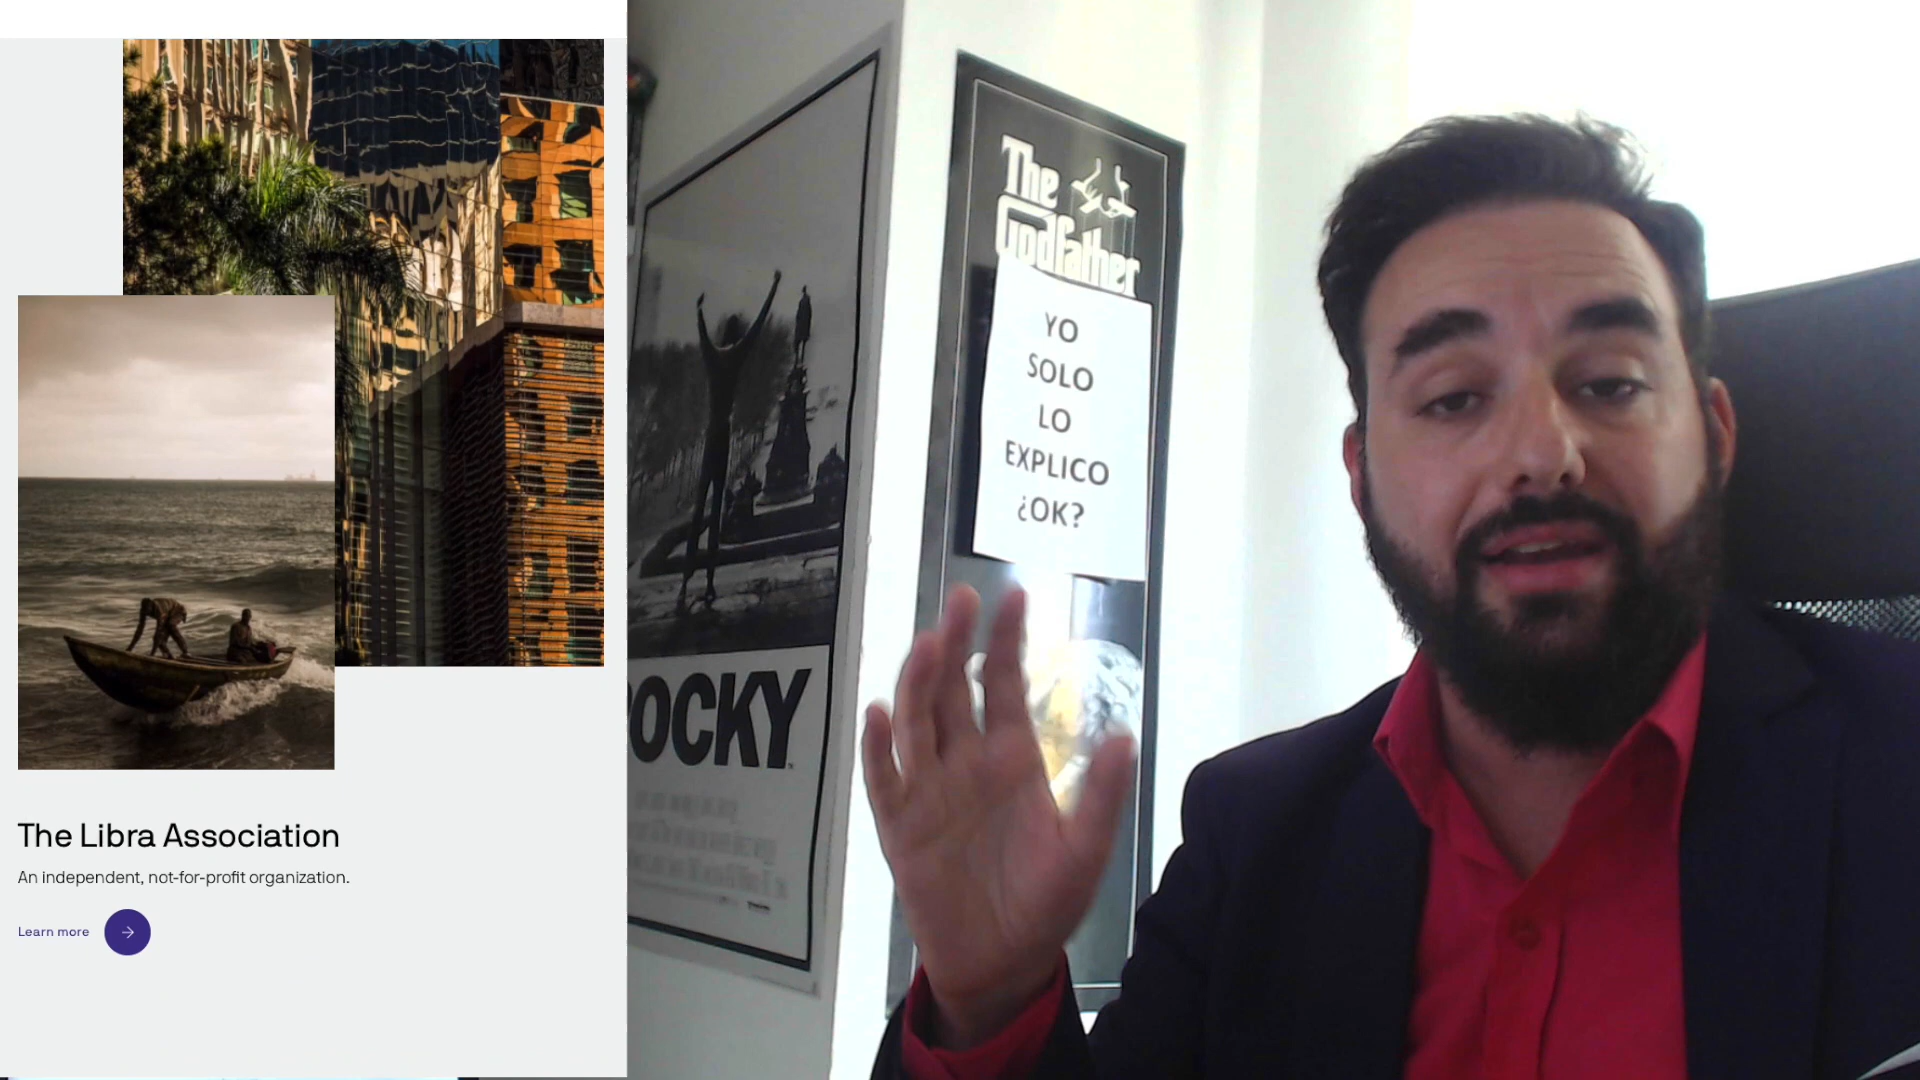 The Libra Association
An independent, not-for-profit organization.
Learn more
OCKY
The
Godfather
YO
SOLO
LO
EXPLICO
¿OK?